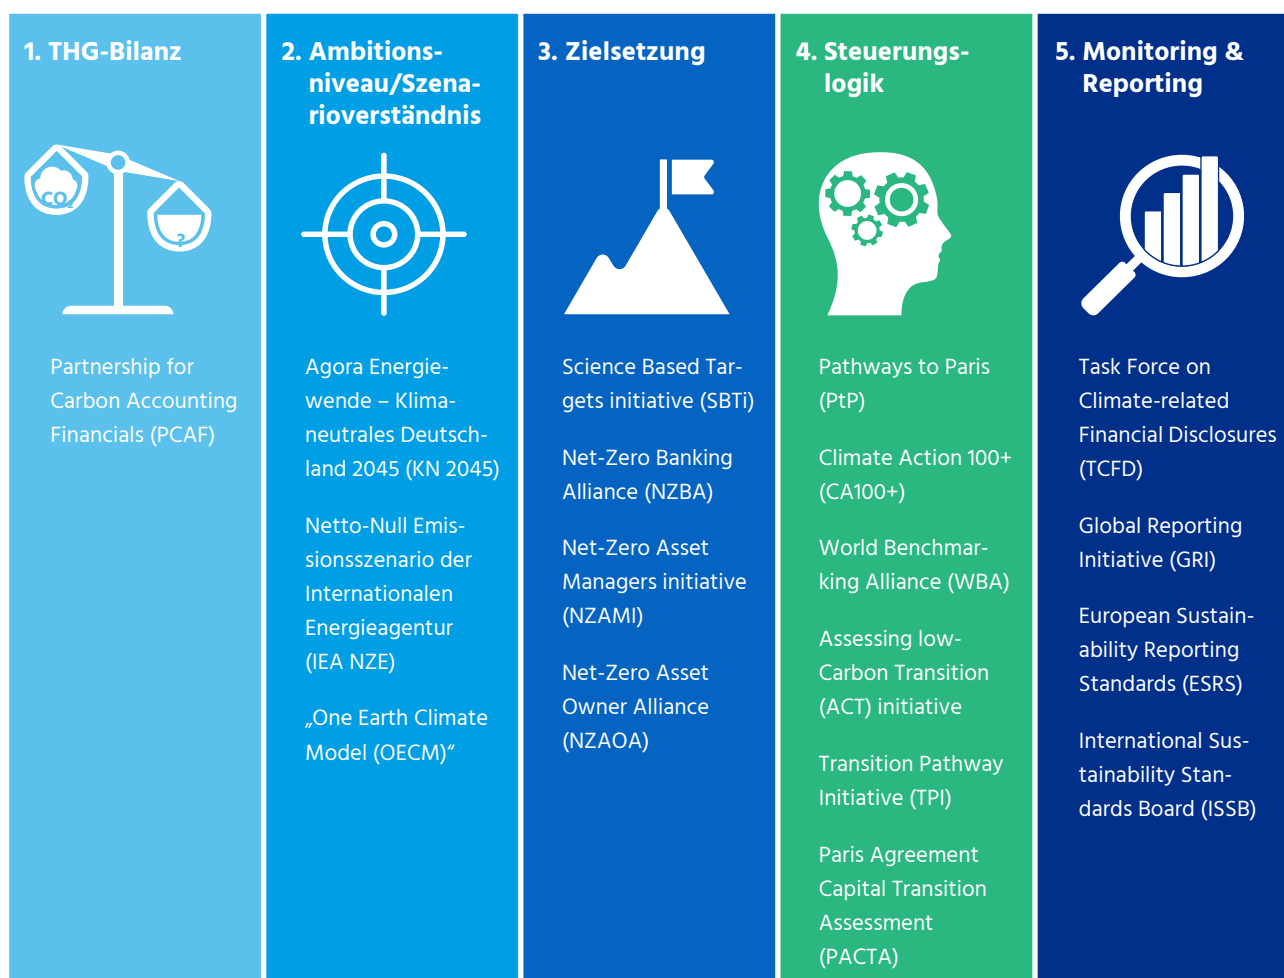 1. THG-Bilanz
CO₂
?
Partnership for
Carbon Accounting
Financials (PCAF)
2. Ambitions-
niveau/Szena-
rioverständnis
Agora Energie-
wende – Klima-
neutrales Deutsch-
land 2045 (KN 2045)
Netto-Null Emis-
sionsszenario der
Internationalen
Energieagentur
(IEA NZE)
„One Earth Climate
Model (OECM)“
3. Zielsetzung
Science Based Tar-
gets initiative (SBTi)
Net-Zero Banking
Alliance (NZBA)
Net-Zero Asset
Managers initiative
(NZAMI)
Net-Zero Asset
Owner Alliance
(NZAOA)
4. Steuerungs-
logik
Pathways to Paris
(PtP)
Climate Action 100+
(CA100+)
World Benchmar-
king Alliance (WBA)
Assessing low-
Carbon Transition
(ACT) initiative
Transition Pathway
Initiative (TPI)
Paris Agreement
Capital Transition
Assessment
(PACTA)
5. Monitoring &
Reporting
Task Force on
Climate-related
Financial Disclosures
(TCFD)
Global Reporting
Initiative (GRI)
European Sustain-
ability Reporting
Standards (ESRS)
International Sus-
tainability Stan-
dards Board (ISSB)